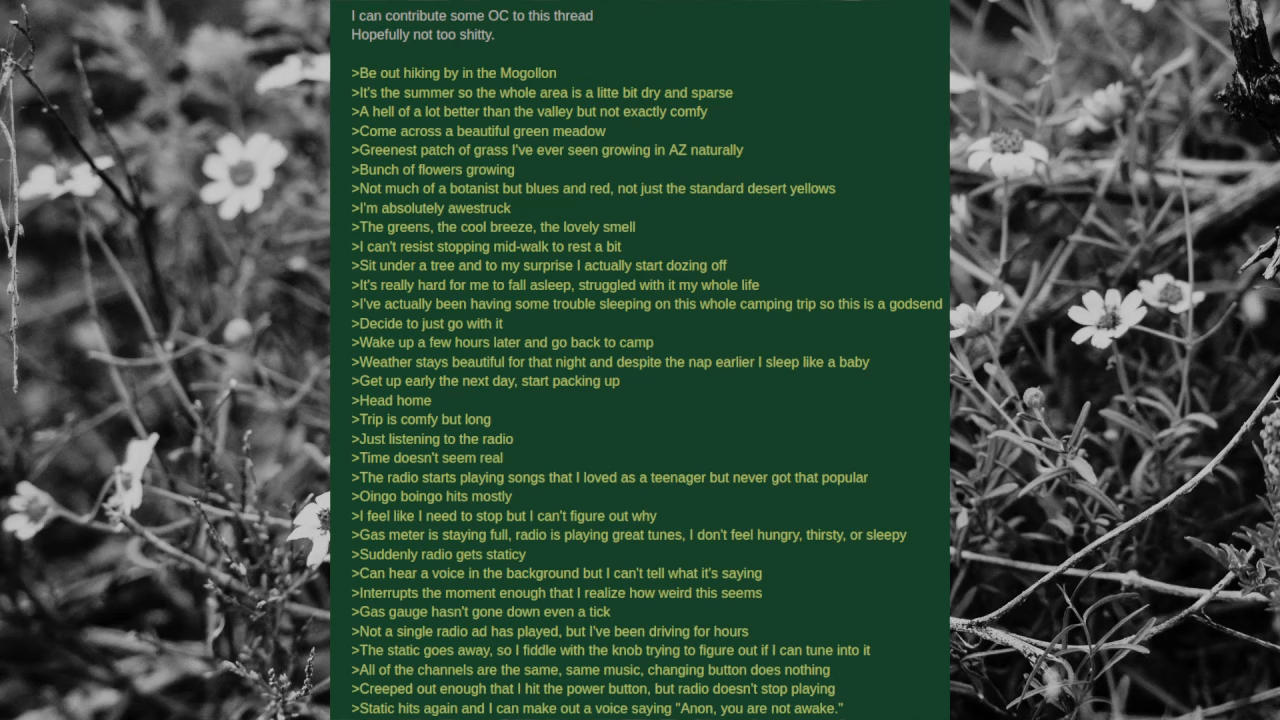 I can contribute some OC to this thread
Hopefully not too shitty.
>Be out hiking by in the Mogollon
>It's the summer so the whole area is a litte bit dry and sparse
>A hell of a lot better than the valley but not exactly comfy
>Come across a beautiful green meadow
>Greenest patch of grass I've ever seen growing in AZ naturally
>Bunch of flowers growing
>Not much of a botanist but blues and red, not just the standard desert yellows
>I'm absolutely awestruck
>The greens, the cool breeze, the lovely smell
>I can't resist stopping mid-walk to rest a bit
>Sit under a tree and to my surprise I actually start dozing off
>It's really hard for me to fall asleep, struggled with it my whole life
>I've actually been having some trouble sleeping on this whole camping trip so this is a godsend
>Decide to just go with it
>Wake up a few hours later and go back to camp
>Weather stays beautiful for that night and despite the nap earlier I sleep like a baby
>Get up early the next day, start packing up
>Head home
>Trip is comfy but long
>Just listening to the radio
>Time doesn't seem real
>The radio starts playing songs that I loved as a teenager but never got that popular
>Oingo boingo hits mostly
>I feel like I need to stop but I can't figure out why
>Gas meter is staying full, radio is playing great tunes, I don't feel hungry, thirsty, or sleepy
>Suddenly radio gets staticy
>Can hear a voice in the background but I can't tell what it's saying
>Interrupts the moment enough that I realize how weird this seems
>Gas gauge hasn't gone down even a tick
>Not a single radio ad has played, but I've been driving for hours
>The static goes away, so I fiddle with the knob trying to figure out if I can tune into it
>All of the channels are the same, same music, changing button does nothing
>Creeped out enough that I hit the power button, but radio doesn't stop playing
>Static hits again and I can make out a voice saying "Anon, you are not awake."